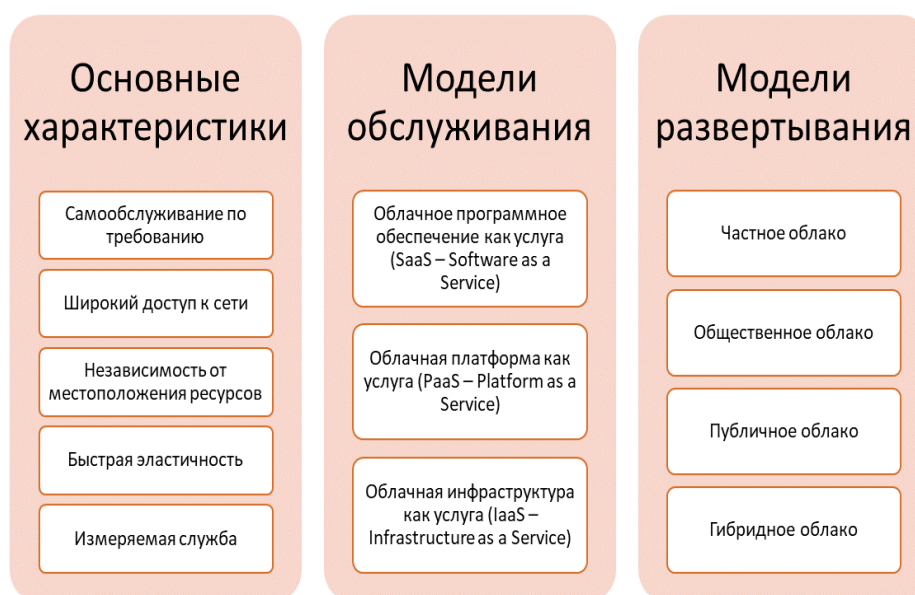 Основные
характеристики
Самообслуживание по
требованию
Широкий доступ к сети
Независимость от
местоположения ресурсов
Быстрая эластичность
Измеряемая служба
Модели
обслуживания
Облачное программное
обеспечение как услуга
(SaaS – Software as a
Service)
Облачная платформа как
услуга (PaaS – Platform as a
Service)
Облачная инфраструктура
как услуга (IaaS –
Infrastructure as a Service)
Модели
развертывания
Частное облако
Общественное облако
Публичное облако
Гибридное облако